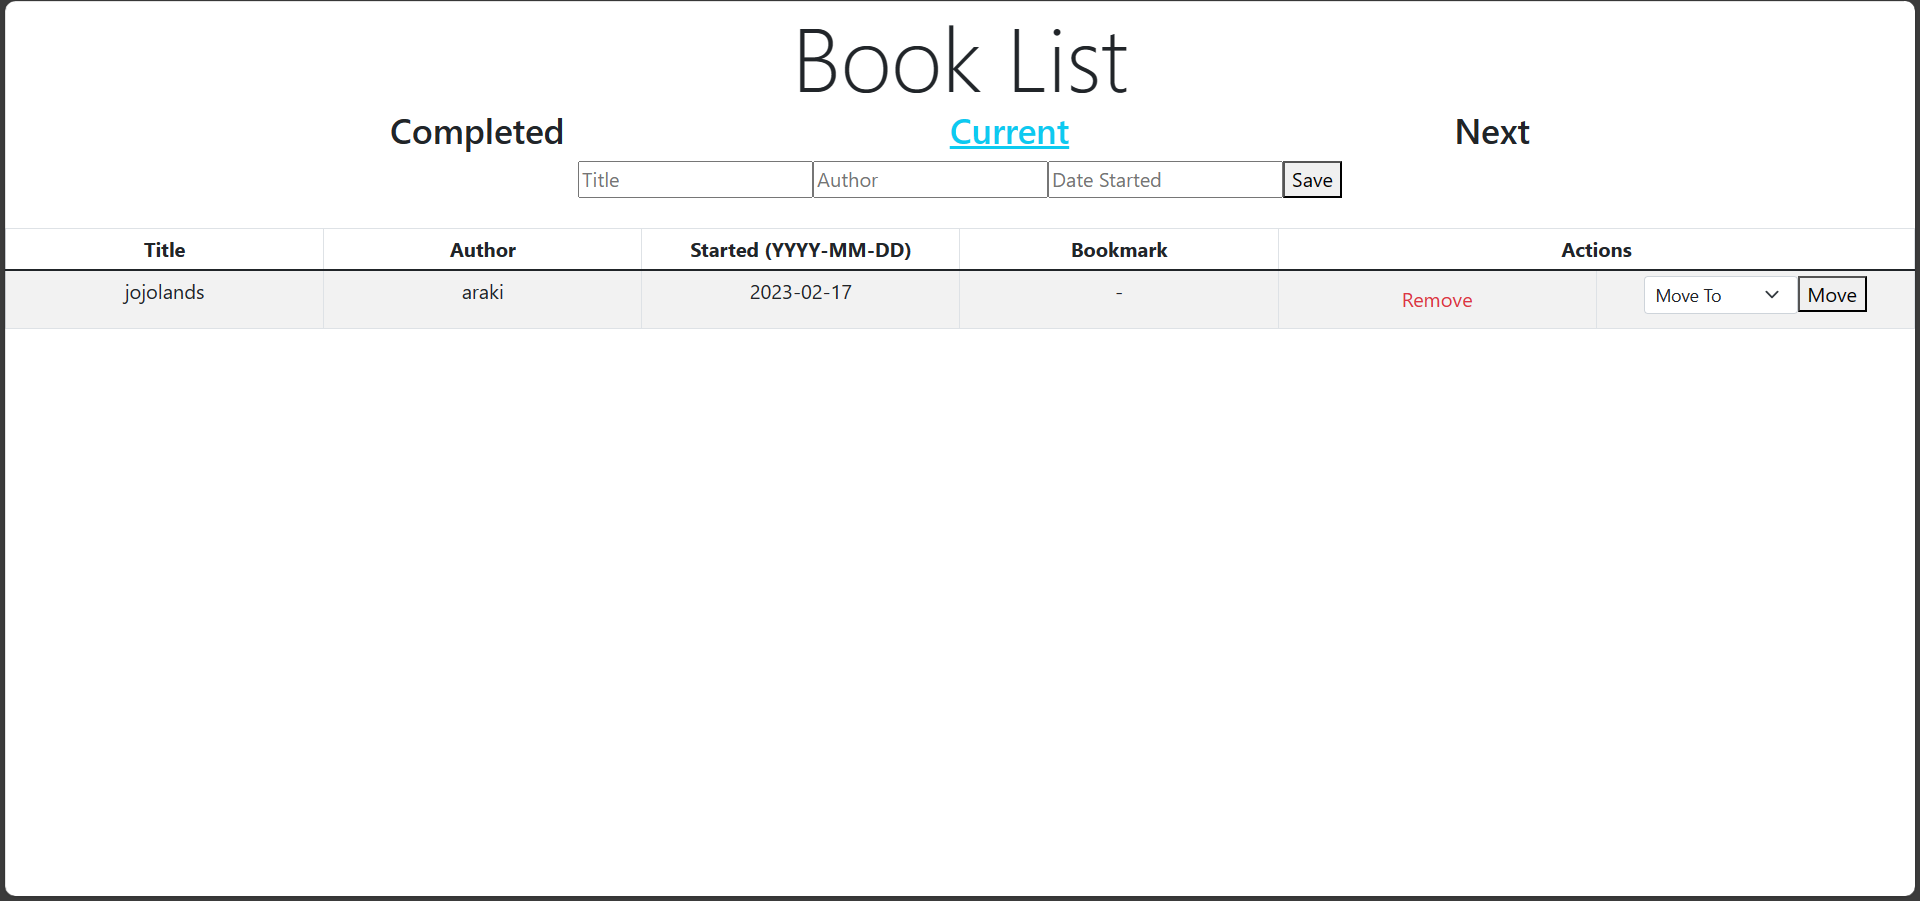 Book List
Completed Current Next
Title Author Date Started Save
Title Author Started (YYYY-MM-DD) Bookmark Actions
jojolands araki 2023-02-17 - Remove Move To Move